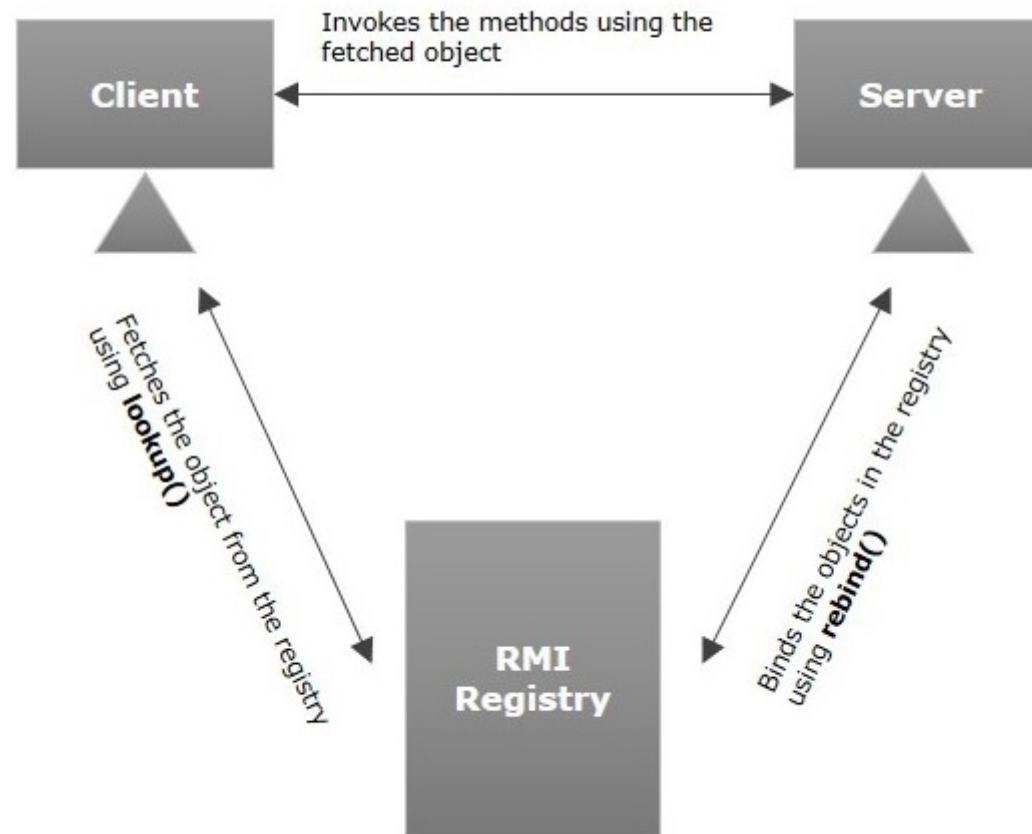 Invokes the methods using the
fetched object
Client
Server
Fetches the object from the registry
using lookup()
Binds the objects in the registry
using rebind()
RMI
Registry